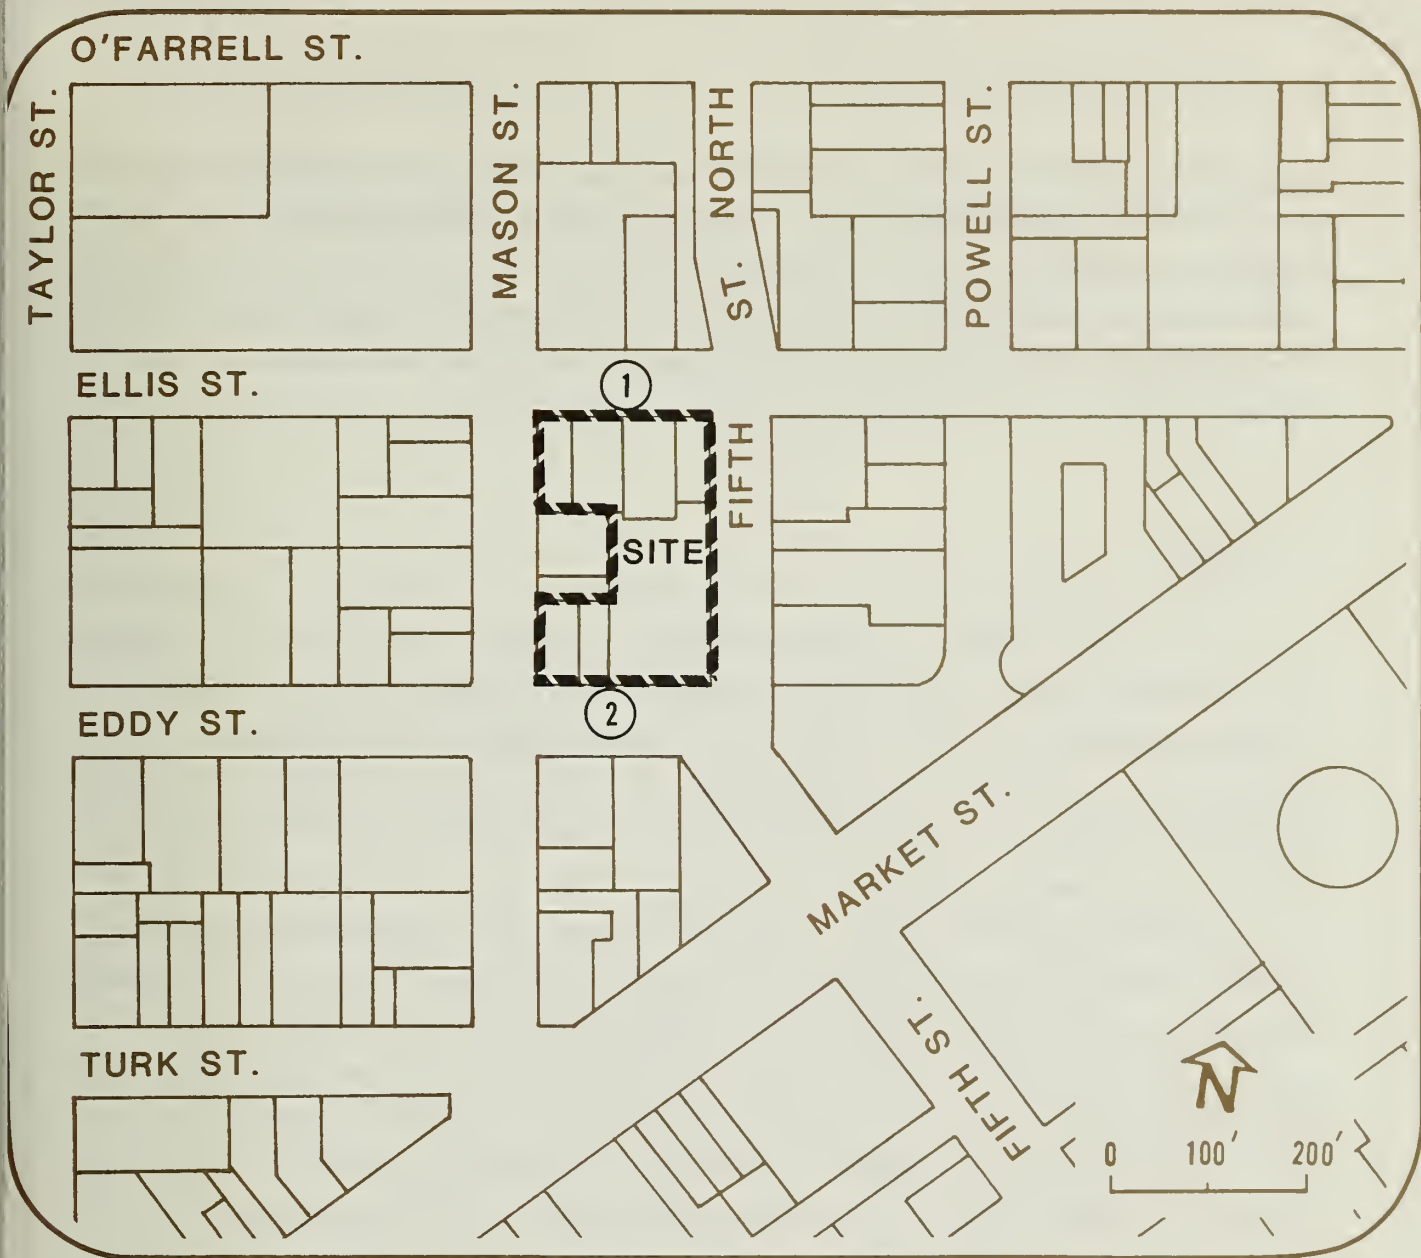 O'FARRELL ST.
TAYLOR ST.
MASON ST.
FIFTH ST. NORTH
POWELL ST.
ELLIS ST.
1
SITE
EDDY ST.
2
MARKET ST.
TURK ST.
FIFTH ST.
N
0 100' 200'